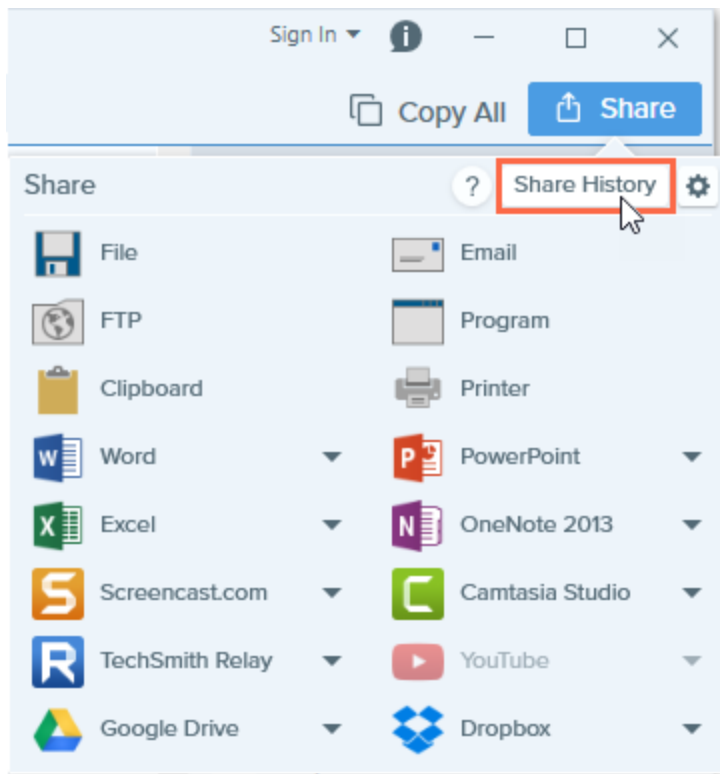 Sign In
Copy All
Share
Share
?
Share History
File
Email
FTP
Program
Clipboard
Printer
Word
PowerPoint
Excel
OneNote 2013
Screencast.com
Camtasia Studio
TechSmith Relay
YouTube
Google Drive
Dropbox